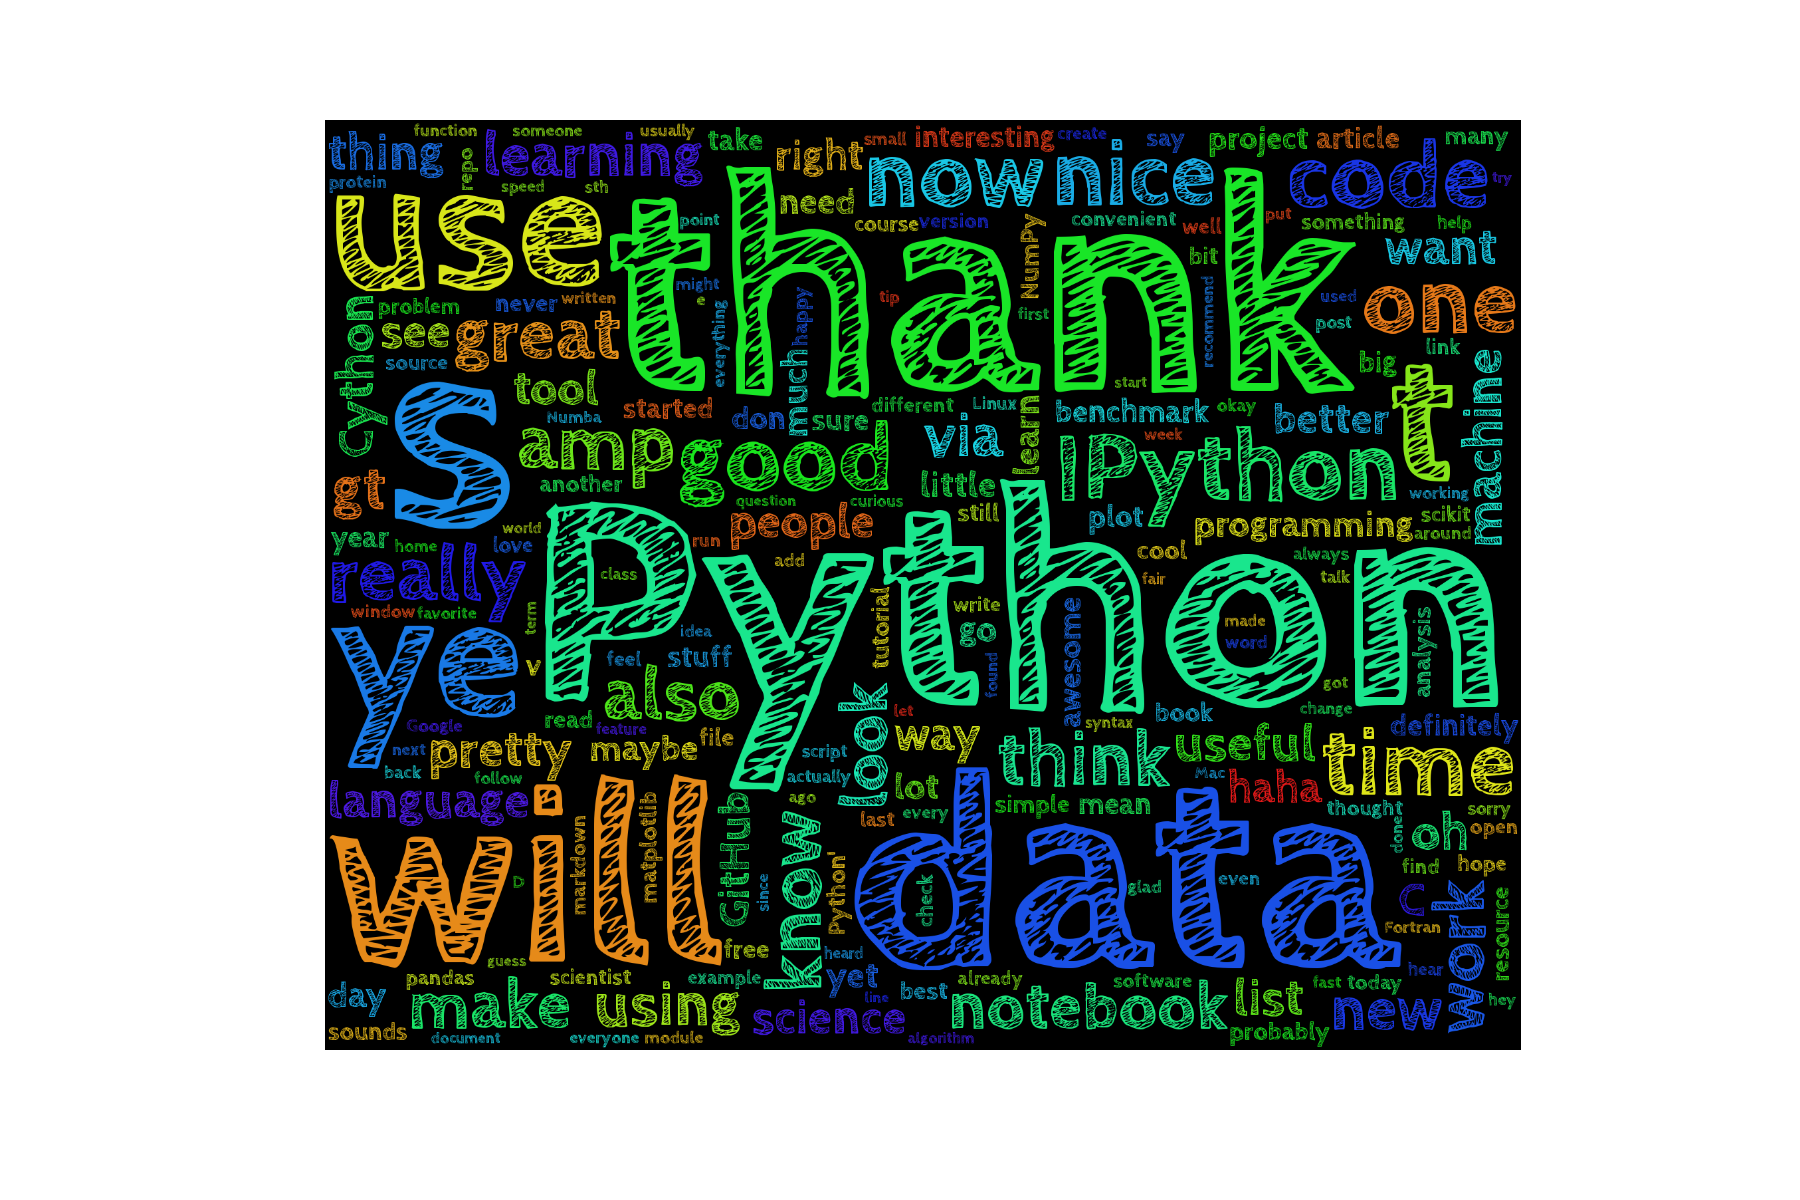 thing
function
someone
usually
learning
take
right
small
interesting
create
say
project
article
many
protein
repo
speed
sth
need
now
nice
code
try
use
thank
point
course
version
NumPy
convenient
well
put
something
help
bit
want
Cython
problem
never
written
might
e
everything
happy
tip
first
recommend
used
one
see
great
source
post
link
big
machine
S
tool
Numba
started
don
much
sure
different
Linux
start
learn
benchmark
okay
better
t
gt
amp
good
via
week
IPython
another
question
curious
little
working
year
home
world
love
people
run
still
plot
programming
scikit
around
really
Python
class
add
cool
always
fair
talk
window
favorite
term
tutorial
write
go
awesome
made
word
analysis
ye
v
idea
feel
stuff
also
found
got
Google
read
feature
look
let
syntax
book
change
definitely
next
back
pretty
follow
maybe
file
script
actually
way
think
useful
Mac
time
language
will
markdown
matplotlib
GitHub
since
ago
know
last
lot
every
simple
mean
haha
thought
sorry
done
oh
open
find
hope
D
Python'
data
check
glad
even
C
work
resource
guess
free
heard
Fortran
hear
day
pandas
scientist
example
yet
line
best
already
software
list
fast
today
hey
sounds
make
using
science
notebook
new
document
everyone
module
algorithm
probably